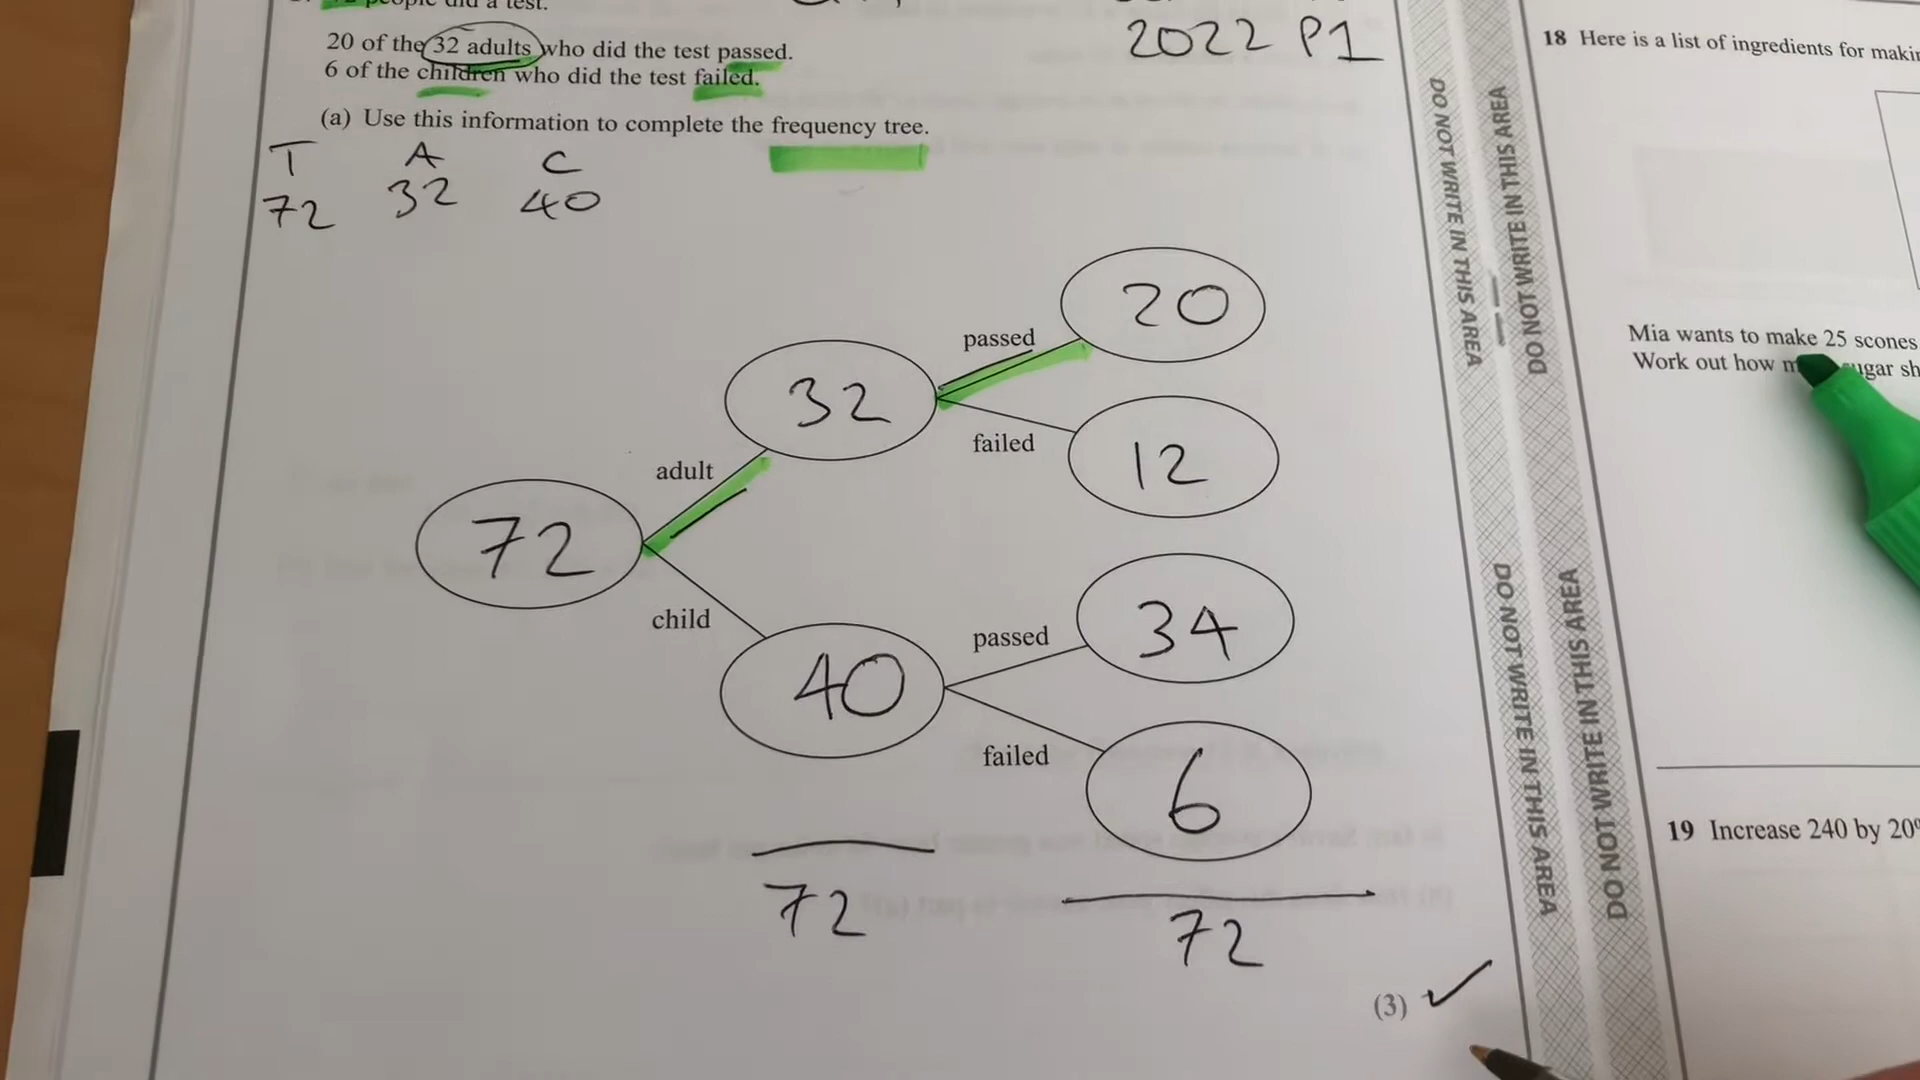 people did a test.
2022 P1
20 of the 32 adults who did the test passed.
6 of the children who did the test failed.
(a) Use this information to complete the frequency tree.
T A C
72 32 40
20
passed
32
failed
12
adult
72
child
passed
34
40
failed
6
72
72
(3)
DO NOT WRITE IN THIS AREA
DO NOT WRITE IN THIS AREA
DO NOT WRITE IN THIS AREA
DO NOT WRITE IN THIS AREA
18 Here is a list of ingredients for
Mia wants to make 25 scones
Work out how
19 Increase 240 by